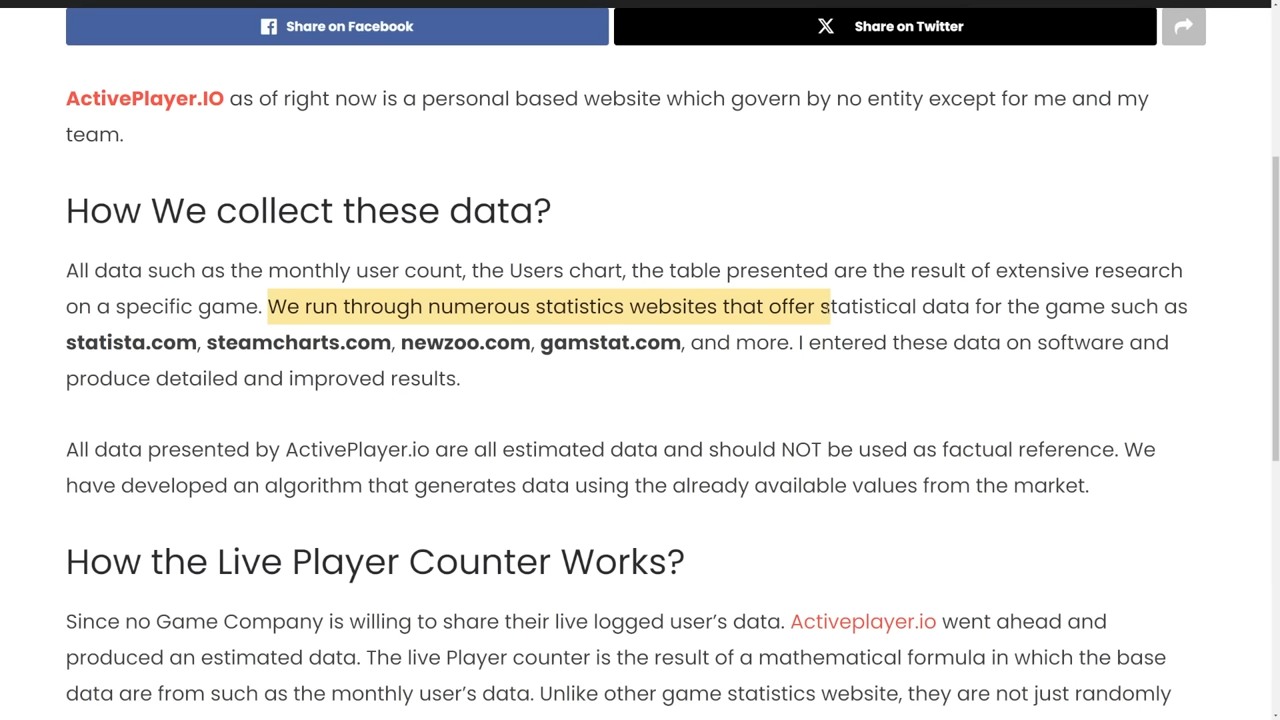 Share on Facebook
Share on Twitter
ActivePlayer.IO as of right now is a personal based website which govern by no entity except for me and my
team.
How We collect these data?
All data such as the monthly user count, the Users chart, the table presented are the result of extensive research
on a specific game. We run through numerous statistics websites that offer statistical data for the game such as
statista.com, steamcharts.com, newzoo.com, gamstat.com, and more. I entered these data on software and
produce detailed and improved results.
All data presented by ActivePlayer.io are all estimated data and should NOT be used as factual reference. We
have developed an algorithm that generates data using the already available values from the market.
How the Live Player Counter Works?
Since no Game Company is willing to share their live logged user’s data. Activeplayer.io went ahead and
produced an estimated data. The live Player counter is the result of a mathematical formula in which the base
data are from such as the monthly user’s data. Unlike other game statistics website, they are not just randomly